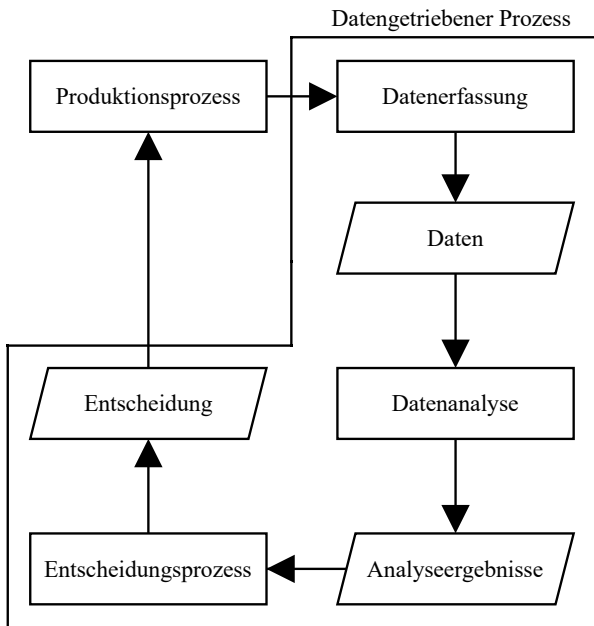 Datengetriebener Prozess
Produktionsprozess
Datenerfassung
Daten
Entscheidung
Datenanalyse
Entscheidungsprozess
Analyseergebnisse